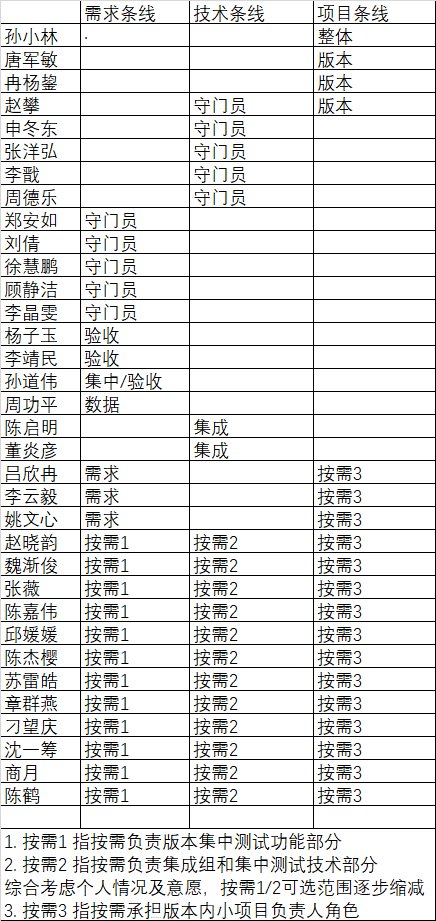 需求条线 技术条线 项目条线
孙小林 · 整体
唐军敏 版本
冉杨鋆 版本
赵攀 守门员 版本
申冬东 守门员
张洋弘 守门员
李戬 守门员
周德乐 守门员
郑安如 守门员
刘倩 守门员
徐慧鹏 守门员
顾静洁 守门员
李晶雯 守门员
杨子玉 验收
李靖民 验收
孙道伟 集中/验收
周功平 数据
陈启明 集成
董炎彦 集成
吕欣冉 需求 按需3
李云毅 需求 按需3
姚文心 需求 按需3
赵晓韵 按需1 按需2 按需3
魏渐俊 按需1 按需2 按需3
张薇 按需1 按需2 按需3
陈嘉伟 按需1 按需2 按需3
邱媛媛 按需1 按需2 按需3
陈杰樱 按需1 按需2 按需3
苏雷皓 按需1 按需2 按需3
章群燕 按需1 按需2 按需3
刁望庆 按需1 按需2 按需3
沈一筹 按需1 按需2 按需3
商月 按需1 按需2 按需3
陈鹤 按需1 按需2 按需3
1. 按需1 指按需负责版本集中测试功能部分
2. 按需2 指按需负责集成组和集中测试技术部分
综合考虑个人情况及意愿，按需1/2可选范围逐步缩减
3. 按需3 指按需承担版本内小项目负责人角色